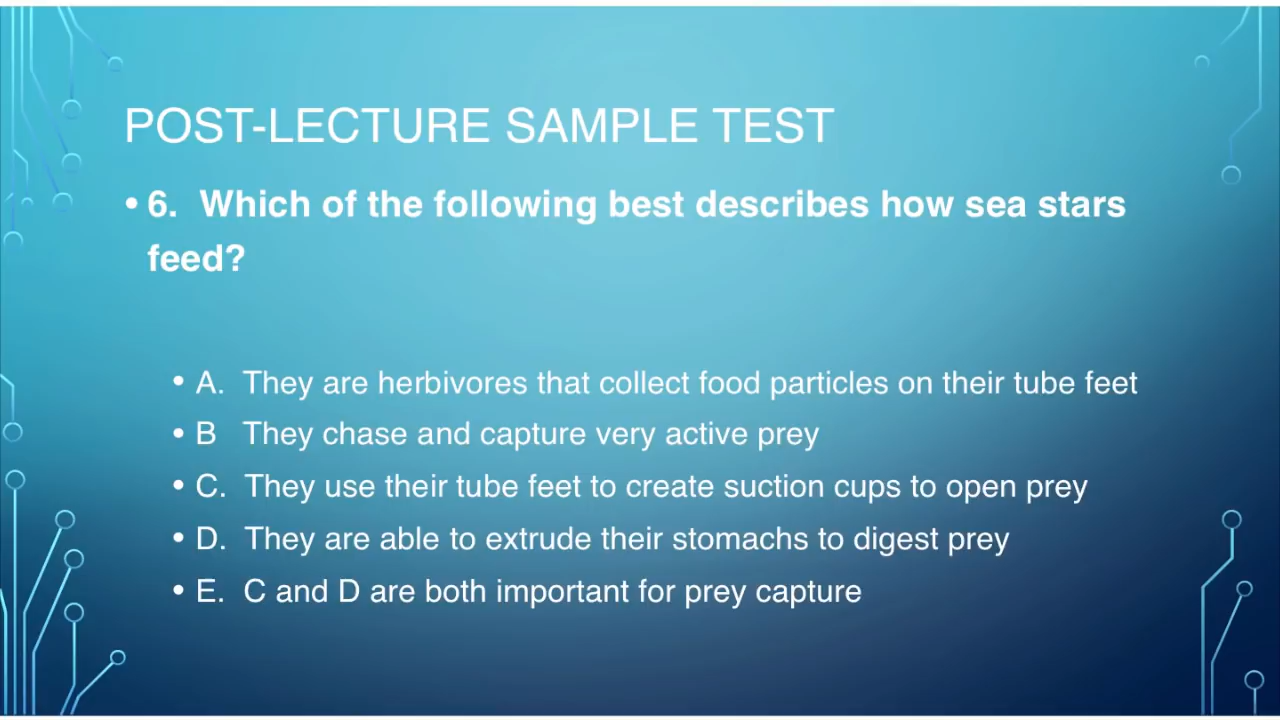 POST-LECTURE SAMPLE TEST
• 6. Which of the following best describes how sea stars
feed?
• A. They are herbivores that collect food particles on their tube feet
• B They chase and capture very active prey
• C. They use their tube feet to create suction cups to open prey
• D. They are able to extrude their stomachs to digest prey
• E. C and D are both important for prey capture